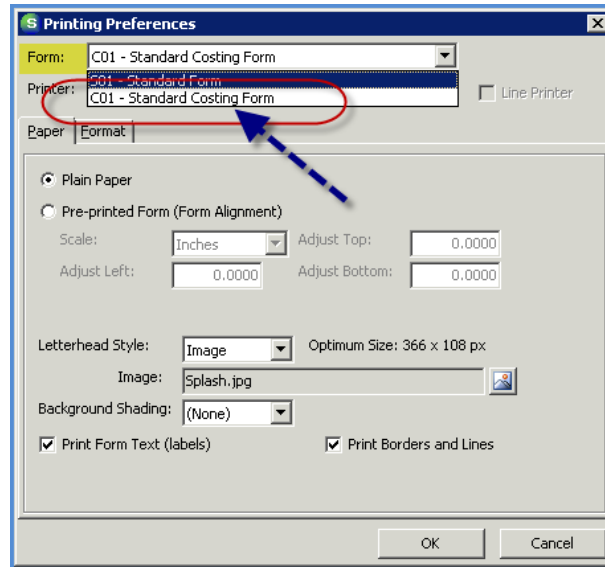 S Printing Preferences
Form: C01 - Standard Costing Form
S01 - Standard Form
Printer: C01 - Standard Costing Form Line Printer
Paper Format
Plain Paper
Pre-printed Form (Form Alignment)
Scale: Inches Adjust Top: 0.0000
Adjust Left: 0.0000 Adjust Bottom: 0.0000
Letterhead Style: Image Optimum Size: 366 x 108 px
Image: Splash.jpg
Background Shading: (None)
Print Form Text (labels) Print Borders and Lines
OK Cancel